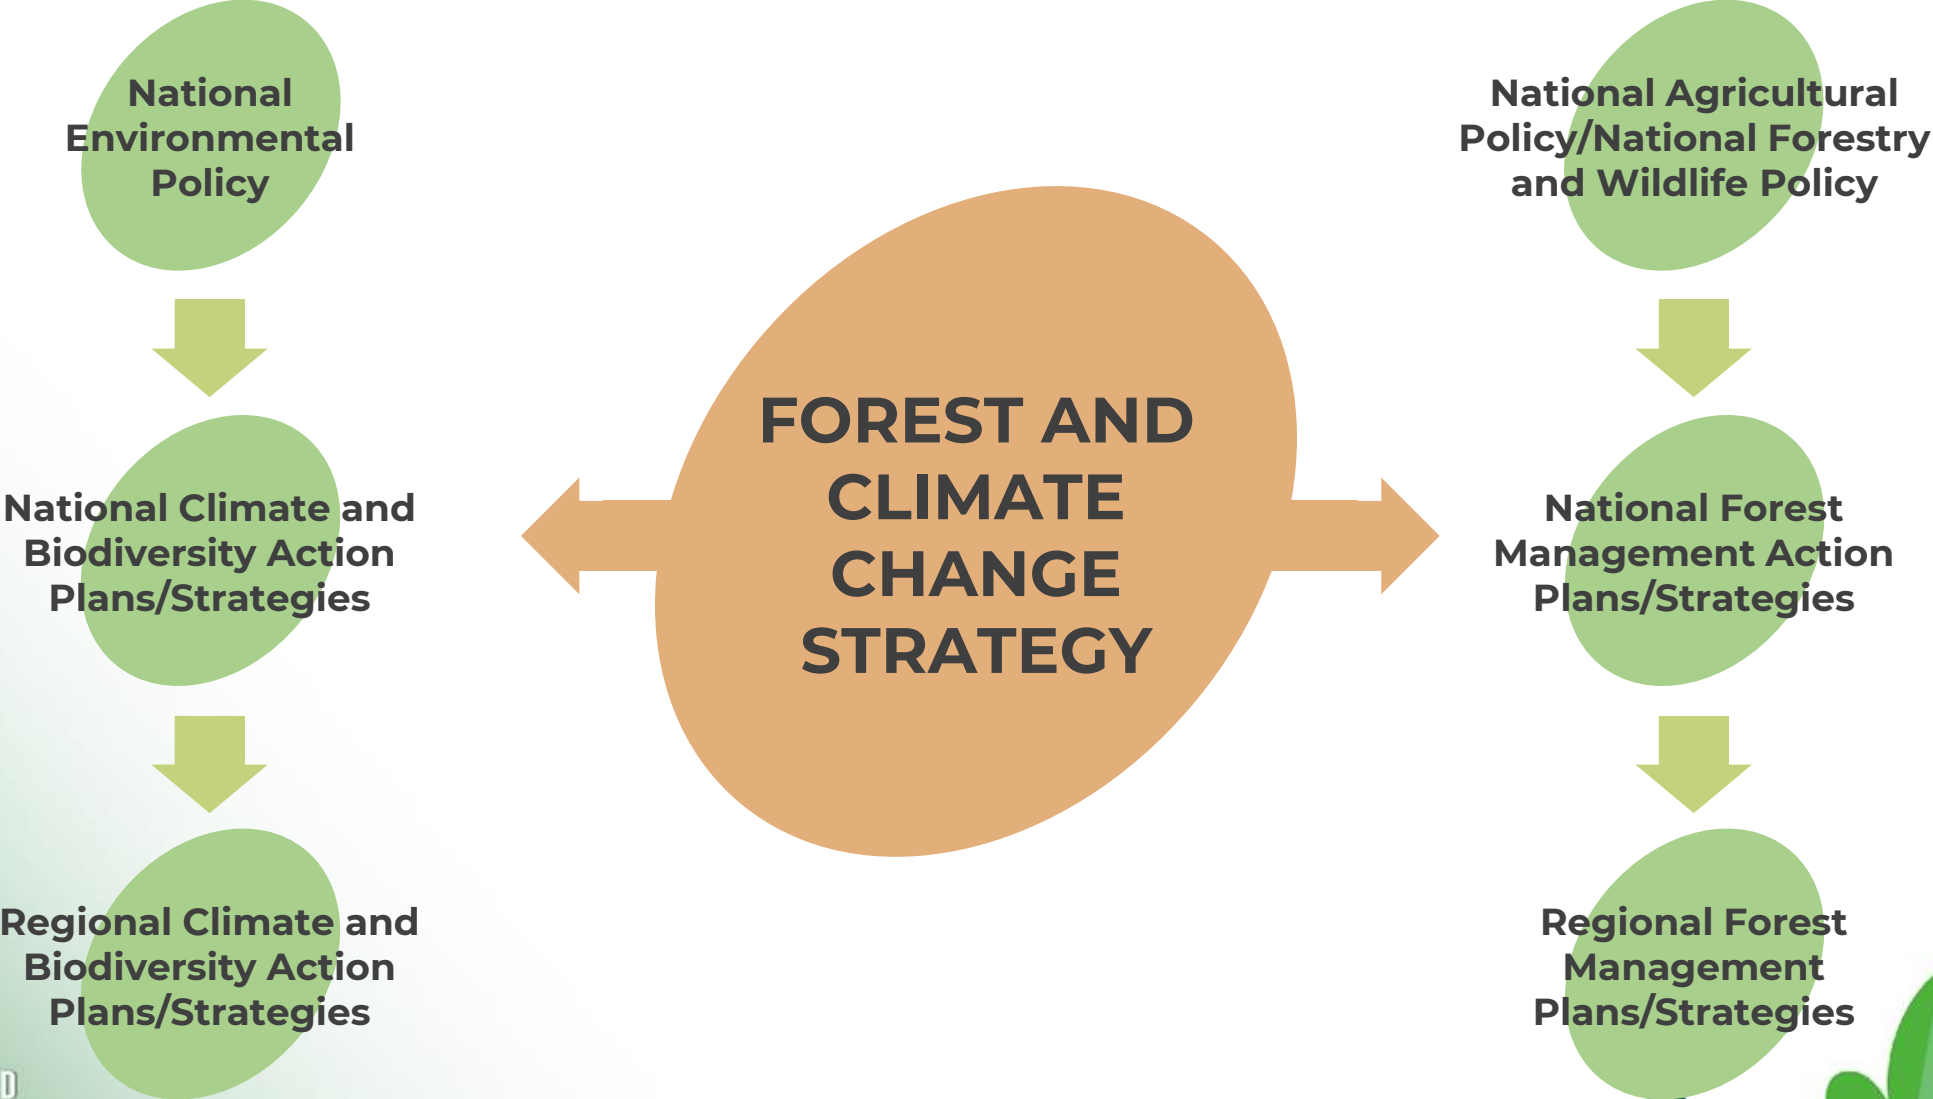 National
Environmental
Policy
National Climate and
Biodiversity Action
Plans/Strategies
Regional Climate and
Biodiversity Action
Plans/Strategies
FOREST AND
CLIMATE
CHANGE
STRATEGY
National Agricultural
Policy/National Forestry
and Wildlife Policy
National Forest
Management Action
Plans/Strategies
Regional Forest
Management
Plans/Strategies